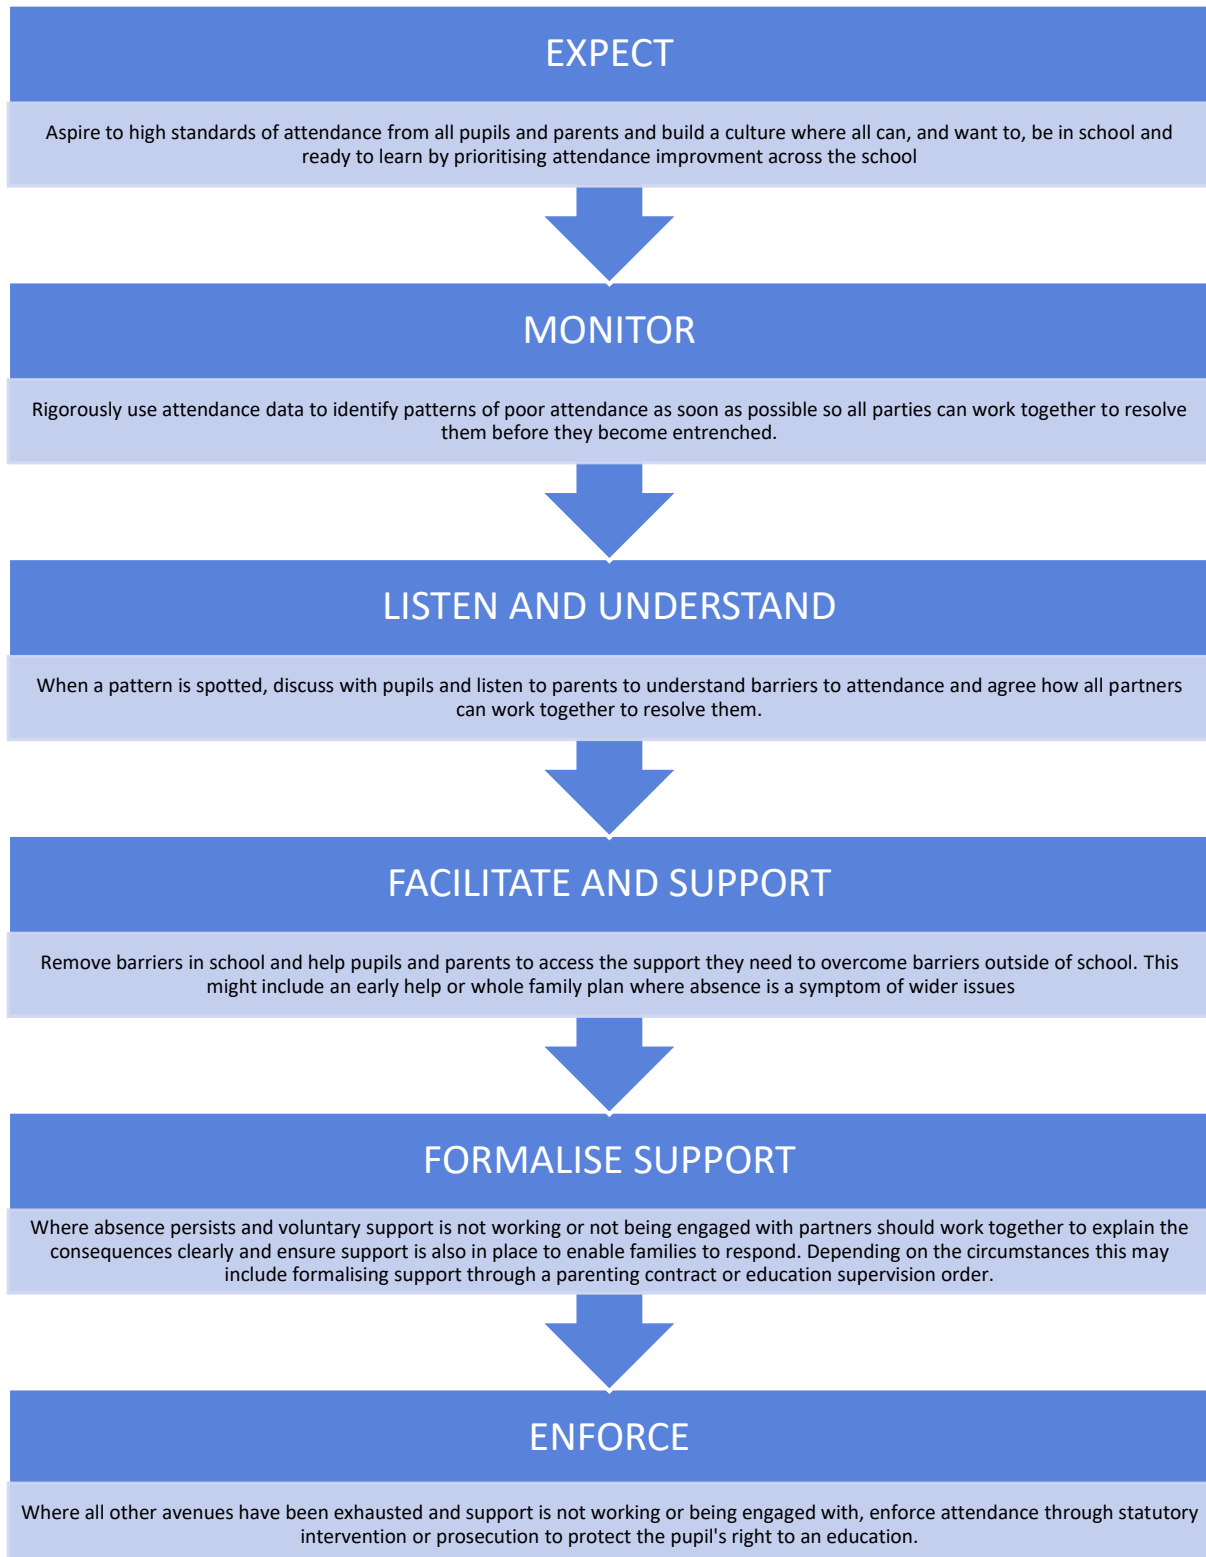 EXPECT
Aspire to high standards of attendance from all pupils and parents and build a culture where all can, and want to, be in school and
ready to learn by prioritising attendance improvment across the school
MONITOR
Rigorously use attendance data to identify patterns of poor attendance as soon as possible so all parties can work together to resolve
them before they become entrenched.
LISTEN AND UNDERSTAND
When a pattern is spotted, discuss with pupils and listen to parents to understand barriers to attendance and agree how all partners
can work together to resolve them.
FACILITATE AND SUPPORT
Remove barriers in school and help pupils and parents to access the support they need to overcome barriers outside of school. This
might include an early help or whole family plan where absence is a symptom of wider issues
FORMALISE SUPPORT
Where absence persists and voluntary support is not working or not being engaged with partners should work together to explain the
consequences clearly and ensure support is also in place to enable families to respond. Depending on the circumstances this may
include formalising support through a parenting contract or education supervision order.
ENFORCE
Where all other avenues have been exhausted and support is not working or being engaged with, enforce attendance through statutory
intervention or prosecution to protect the pupil's right to an education.